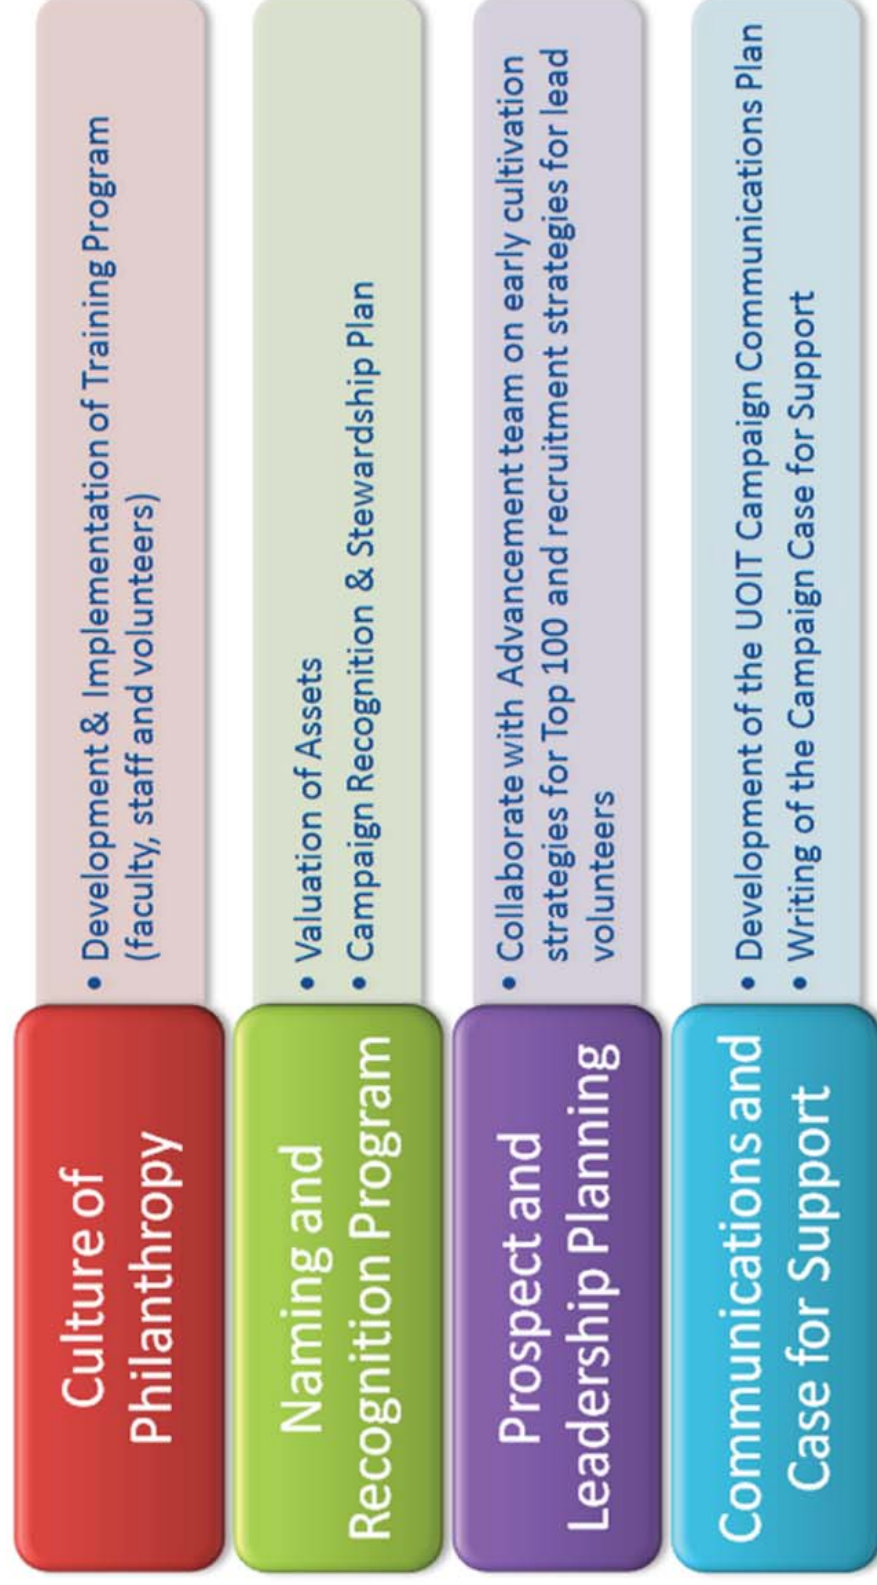 Culture of
Philanthropy
• Development & Implementation of Training Program
(faculty, staff and volunteers)
Naming and
Recognition Program
• Valuation of Assets
• Campaign Recognition & Stewardship Plan
Prospect and
Leadership Planning
• Collaborate with Advancement team on early cultivation
strategies for Top 100 and recruitment strategies for lead
volunteers
Communications and
Case for Support
• Development of the UOIT Campaign Communications Plan
• Writing of the Campaign Case for Support